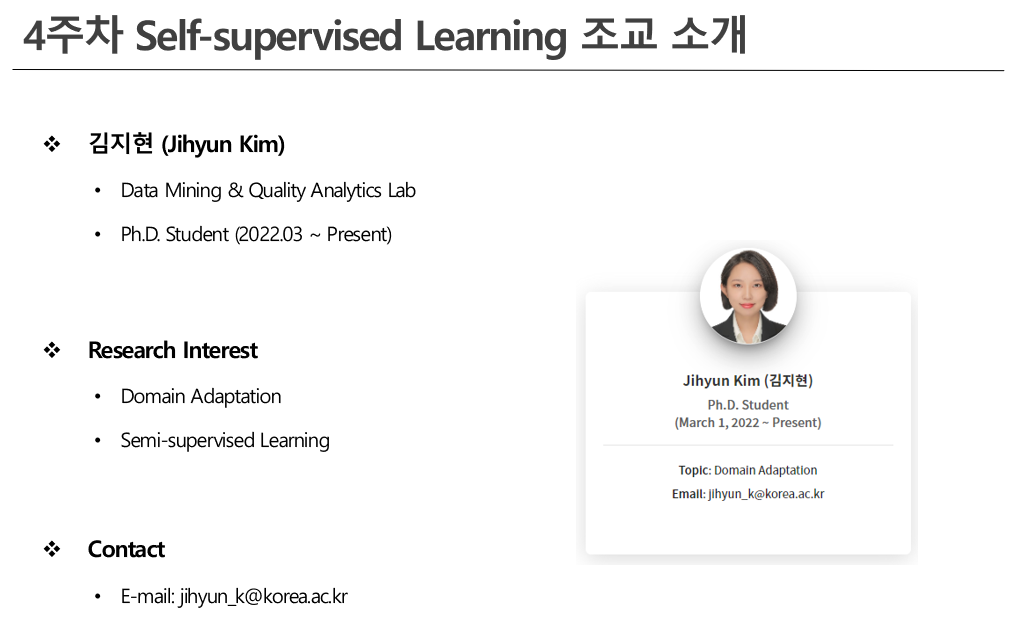 4주차 Self-supervised Learning 조교 소개
❖ 김지현 (Jihyun Kim)
• Data Mining & Quality Analytics Lab
• Ph.D. Student (2022.03 ~ Present)
❖ Research Interest
• Domain Adaptation
• Semi-supervised Learning
❖ Contact
• E-mail: jihyun_k@korea.ac.kr
Jihyun Kim (김지현)
Ph.D. Student
(March 1, 2022 ~ Present)
Topic: Domain Adaptation
Email: jihyun_k@korea.ac.kr